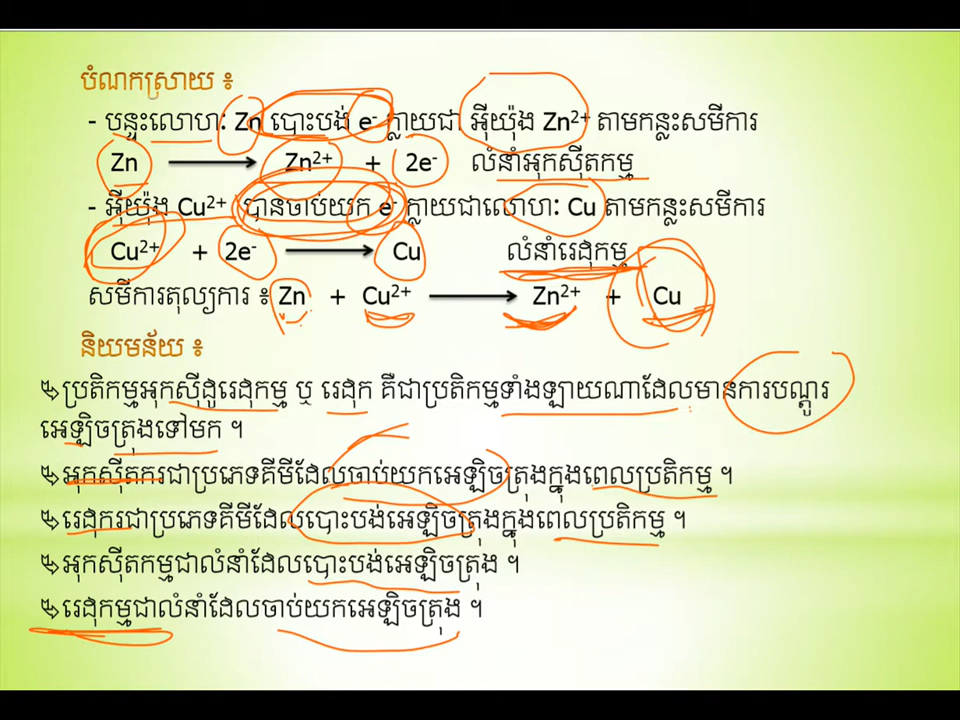 បំណកស្រាយ ៖
- បន្ទះលោហៈ Zn បោះបង់ e⁻ ក្លាយជា អ៊ីយ៉ុង Zn²⁺ តាមកន្លះសមីការ
Zn ⟶ Zn²⁺ + 2e⁻ លំនាំអុកស៊ីតកម្ម
- អ៊ីយ៉ុង Cu²⁺ បានចាប់យក e⁻ ក្លាយជាលោហៈ Cu តាមកន្លះសមីការ
Cu²⁺ + 2e⁻ ⟶ Cu លំនាំរេដុកម្ម
សមីការតុល្យការ ៖ Zn + Cu²⁺ ⟶ Zn²⁺ + Cu
និយមន័យ ៖
ប្រតិកម្មអុកស៊ីដូរេដុកម្ម ឬ រេដុក គឺជាប្រតិកម្មទាំងឡាយណាដែលមានការបណ្តូរ
អេឡិចត្រុងទៅមក ។
អុកស៊ីតករជាប្រភេទគីមីដែលចាប់យកអេឡិចត្រុងក្នុងពេលប្រតិកម្ម ។
រេដុករជាប្រភេទគីមីដែលបោះបង់អេឡិចត្រុងក្នុងពេលប្រតិកម្ម ។
អុកស៊ីតកម្មជាលំនាំដែលបោះបង់អេឡិចត្រុង ។
រេដុកម្មជាលំនាំដែលចាប់យកអេឡិចត្រុង ។